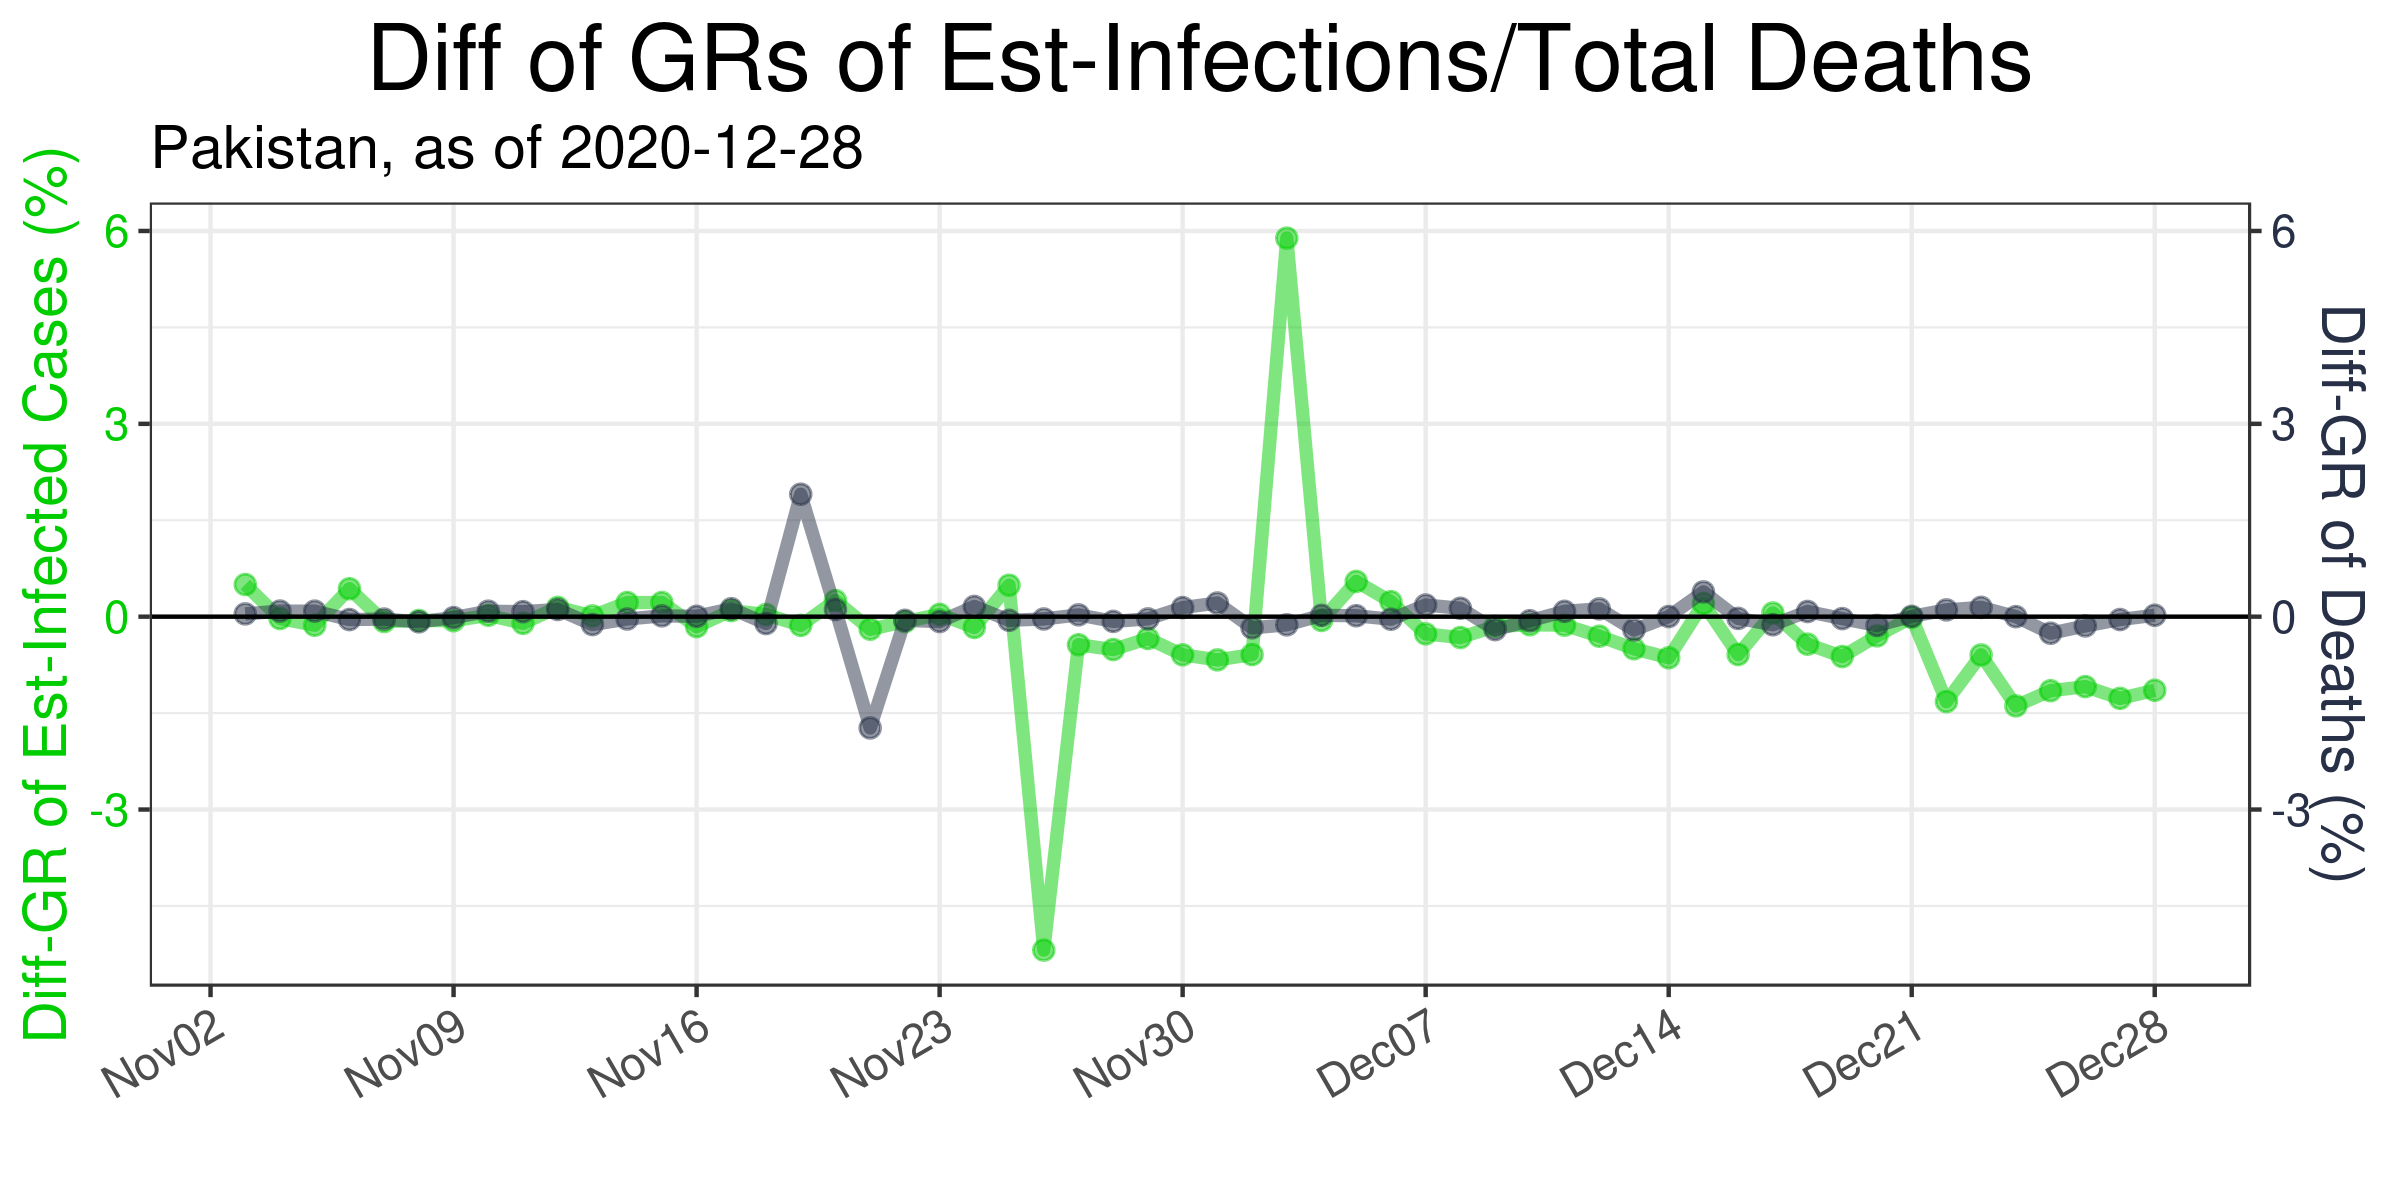 Diff of GRs of Est-Infections/Total Deaths
Pakistan, as of 2020-12-28
Diff-GR of Est-Infected Cases (%)
6
3
0
-3
6
3
0
-3
Diff-GR of Deaths (%)
Nov02
Nov09
Nov16
Nov23
Nov30
Dec07
Dec14
Dec21
Dec28